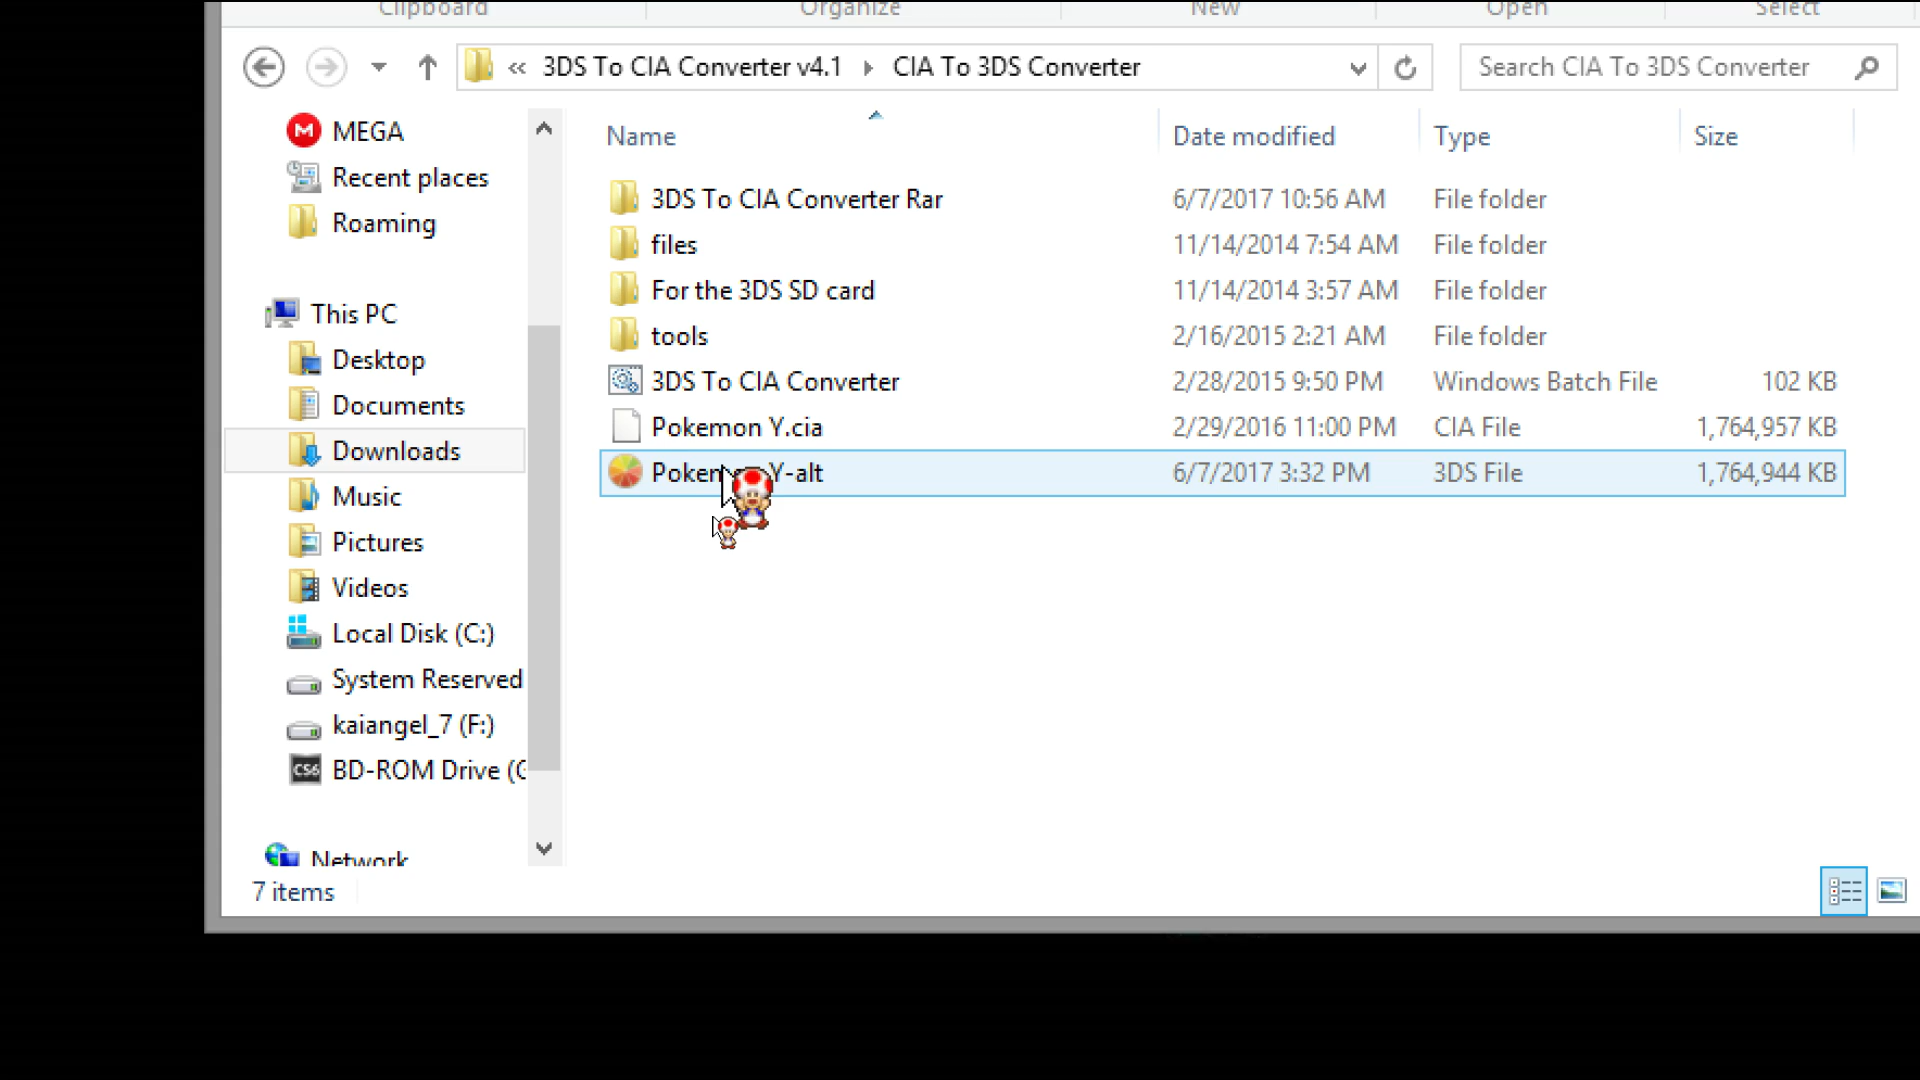 Clipboard Organize New Open Select
« 3DS To CIA Converter v4.1 CIA To 3DS Converter Search CIA To 3DS Converter
MEGA
Recent places
Roaming
This PC
Desktop
Documents
Downloads
Music
Pictures
Videos
Local Disk (C:)
System Reserved
kaiangel_7 (F:)
CS6 BD-ROM Drive (
Network
Name Date modified Type Size
3DS To CIA Converter Rar 6/7/2017 10:56 AM File folder
files 11/14/2014 7:54 AM File folder
For the 3DS SD card 11/14/2014 3:57 AM File folder
tools 2/16/2015 2:21 AM File folder
3DS To CIA Converter 2/28/2015 9:50 PM Windows Batch File 102 KB
Pokemon Y.cia 2/29/2016 11:00 PM CIA File 1,764,957 KB
Pokemon Y-alt 6/7/2017 3:32 PM 3DS File 1,764,944 KB
7 items